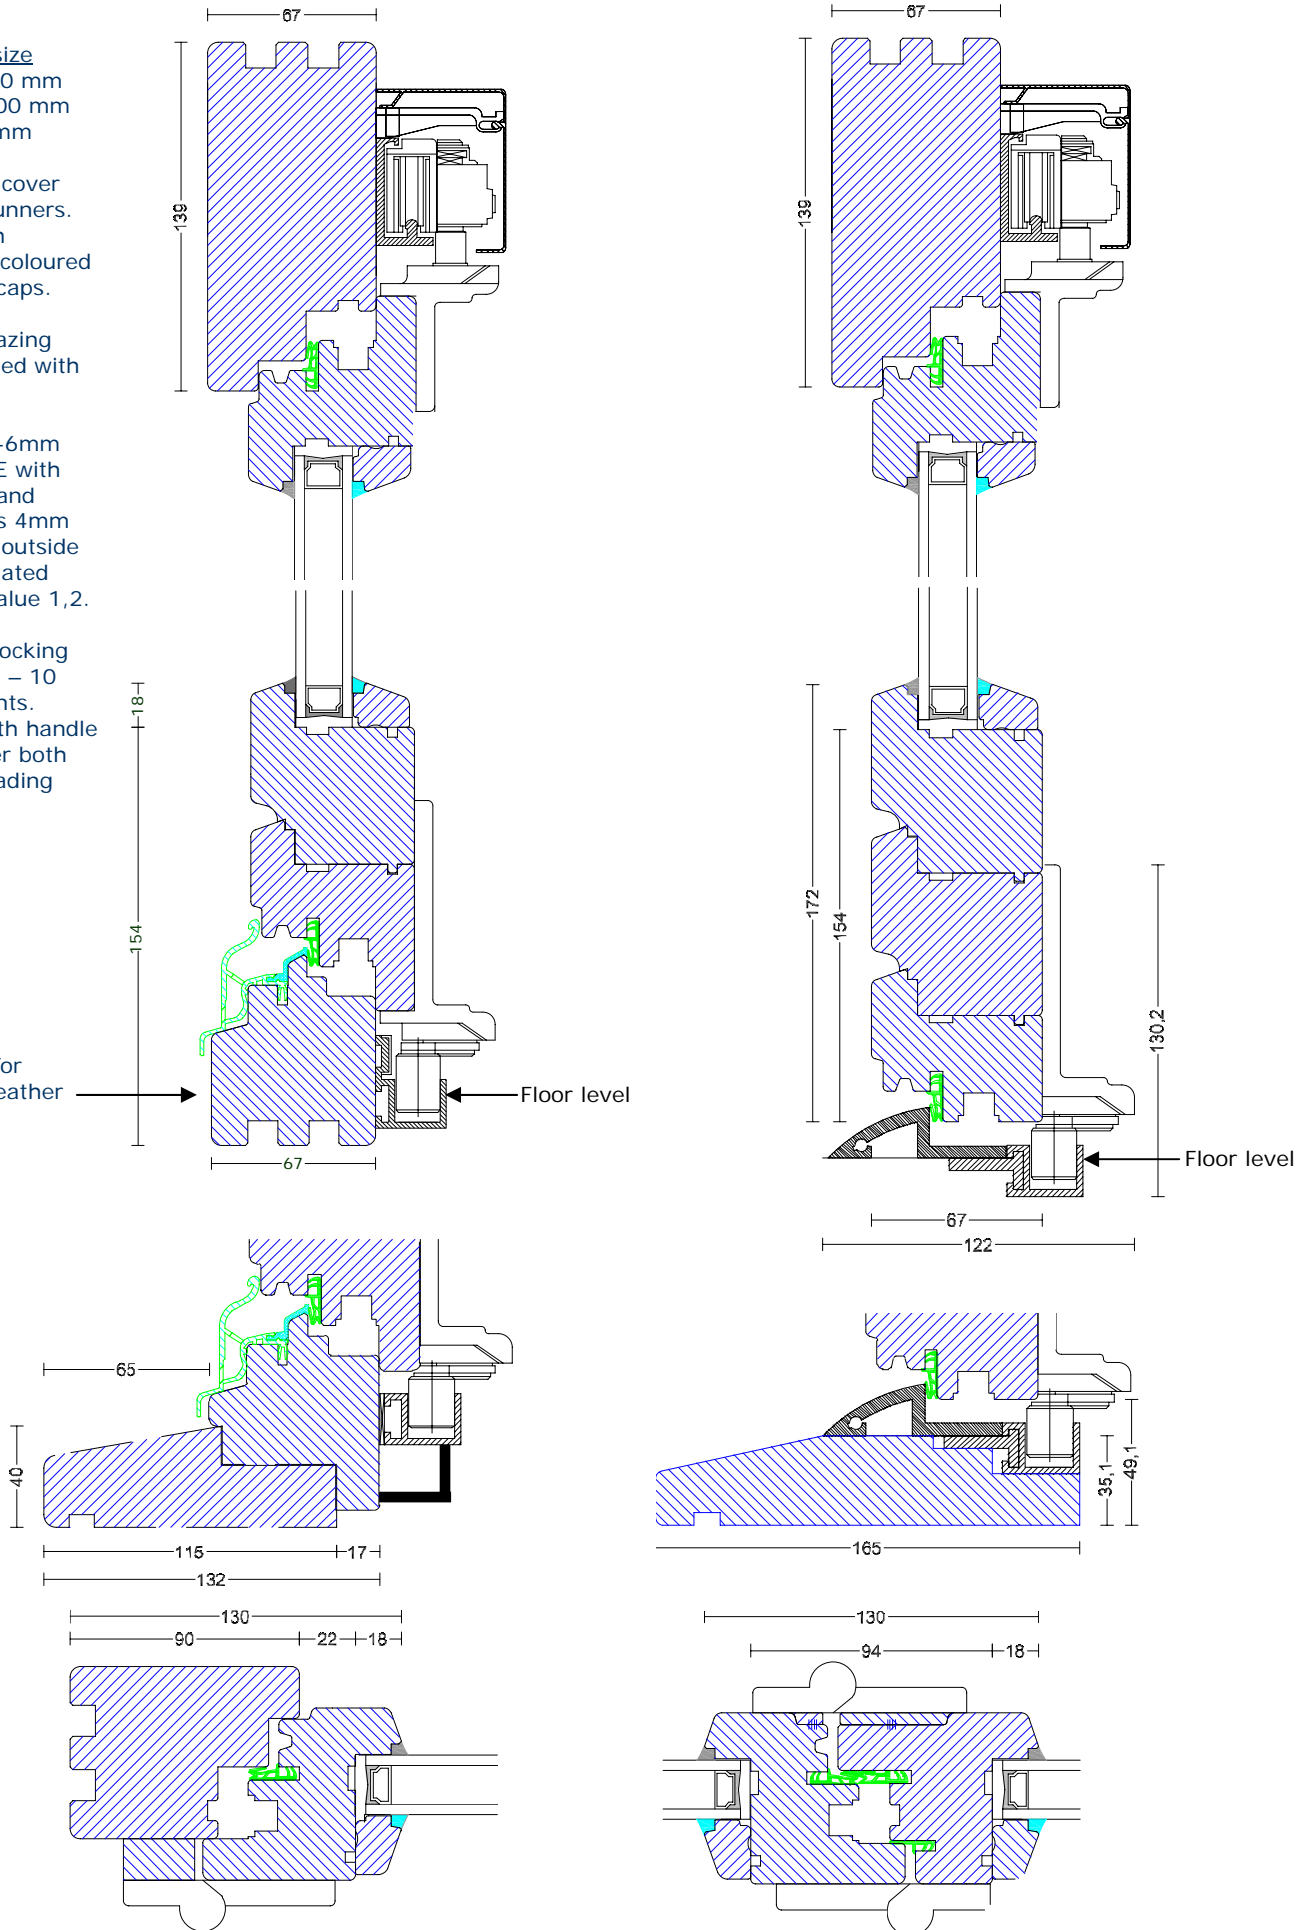 size
0 mm
00 mm
mm
cover
unners.
n
coloured
caps.
azing
ed with
-6mm
E with
and
s 4mm
outside
ated
alue 1,2.
ocking
– 10
nts.
th handle
er both
ading
or
eather
67
139
18
154
Floor level
67
67
139
172
154
130,2
Floor level
67
122
65
40
115
17
132
35,1
49,1
165
130
90
22
18
130
94
18